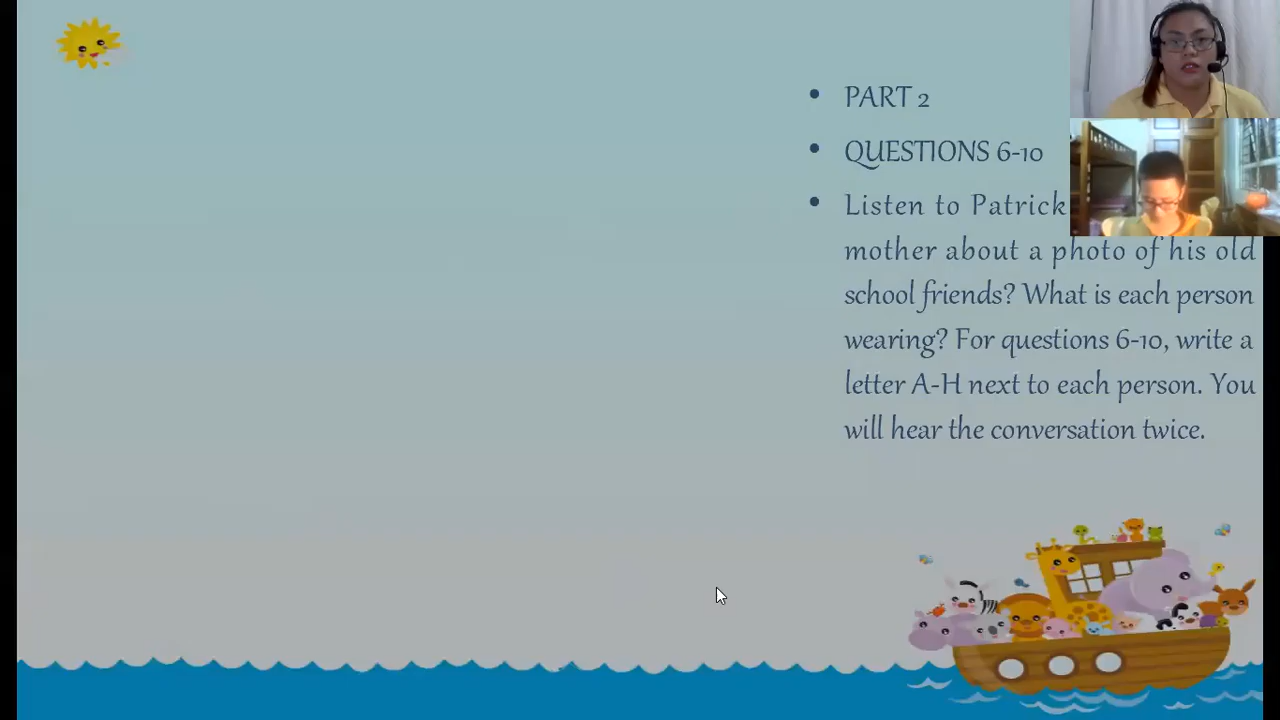 PART 2
QUESTIONS 6-10
Listen to Patrick
mother about a photo of his old
school friends? What is each person
wearing? For questions 6-10, write a
letter A-H next to each person. You
will hear the conversation twice.